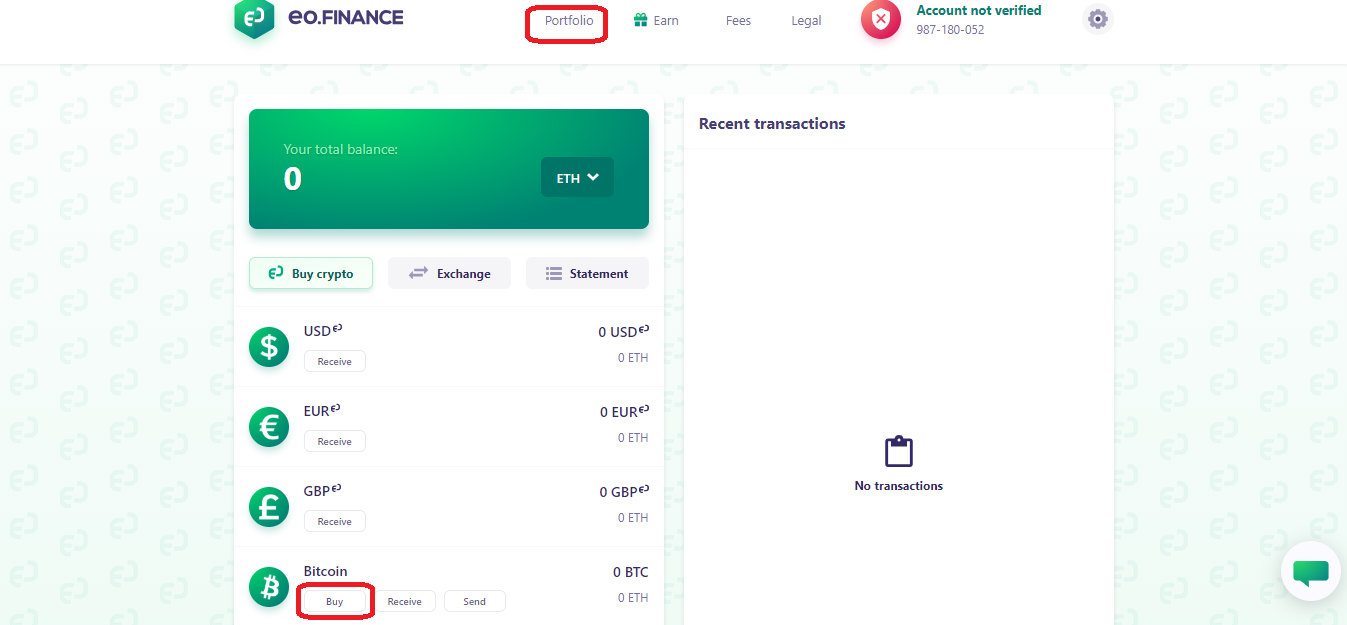 eo.FINANCE
Portfolio
Earn
Fees
Legal
Account not verified
987-180-052
Your total balance:
0
ETH
Buy crypto
Exchange
Statement
USD
0 USD
Receive
0 ETH
EUR
0 EUR
Receive
0 ETH
GBP
0 GBP
Receive
0 ETH
Bitcoin
0 BTC
Buy
Receive
Send
0 ETH
Recent transactions
No transactions